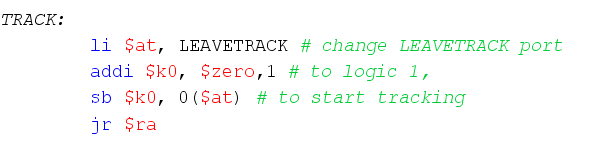 TRACK:
li $at, LEAVETRACK # change LEAVETRACK port
addi $k0, $zero,1 # to logic 1,
sb $k0, 0($at) # to start tracking
jr $ra